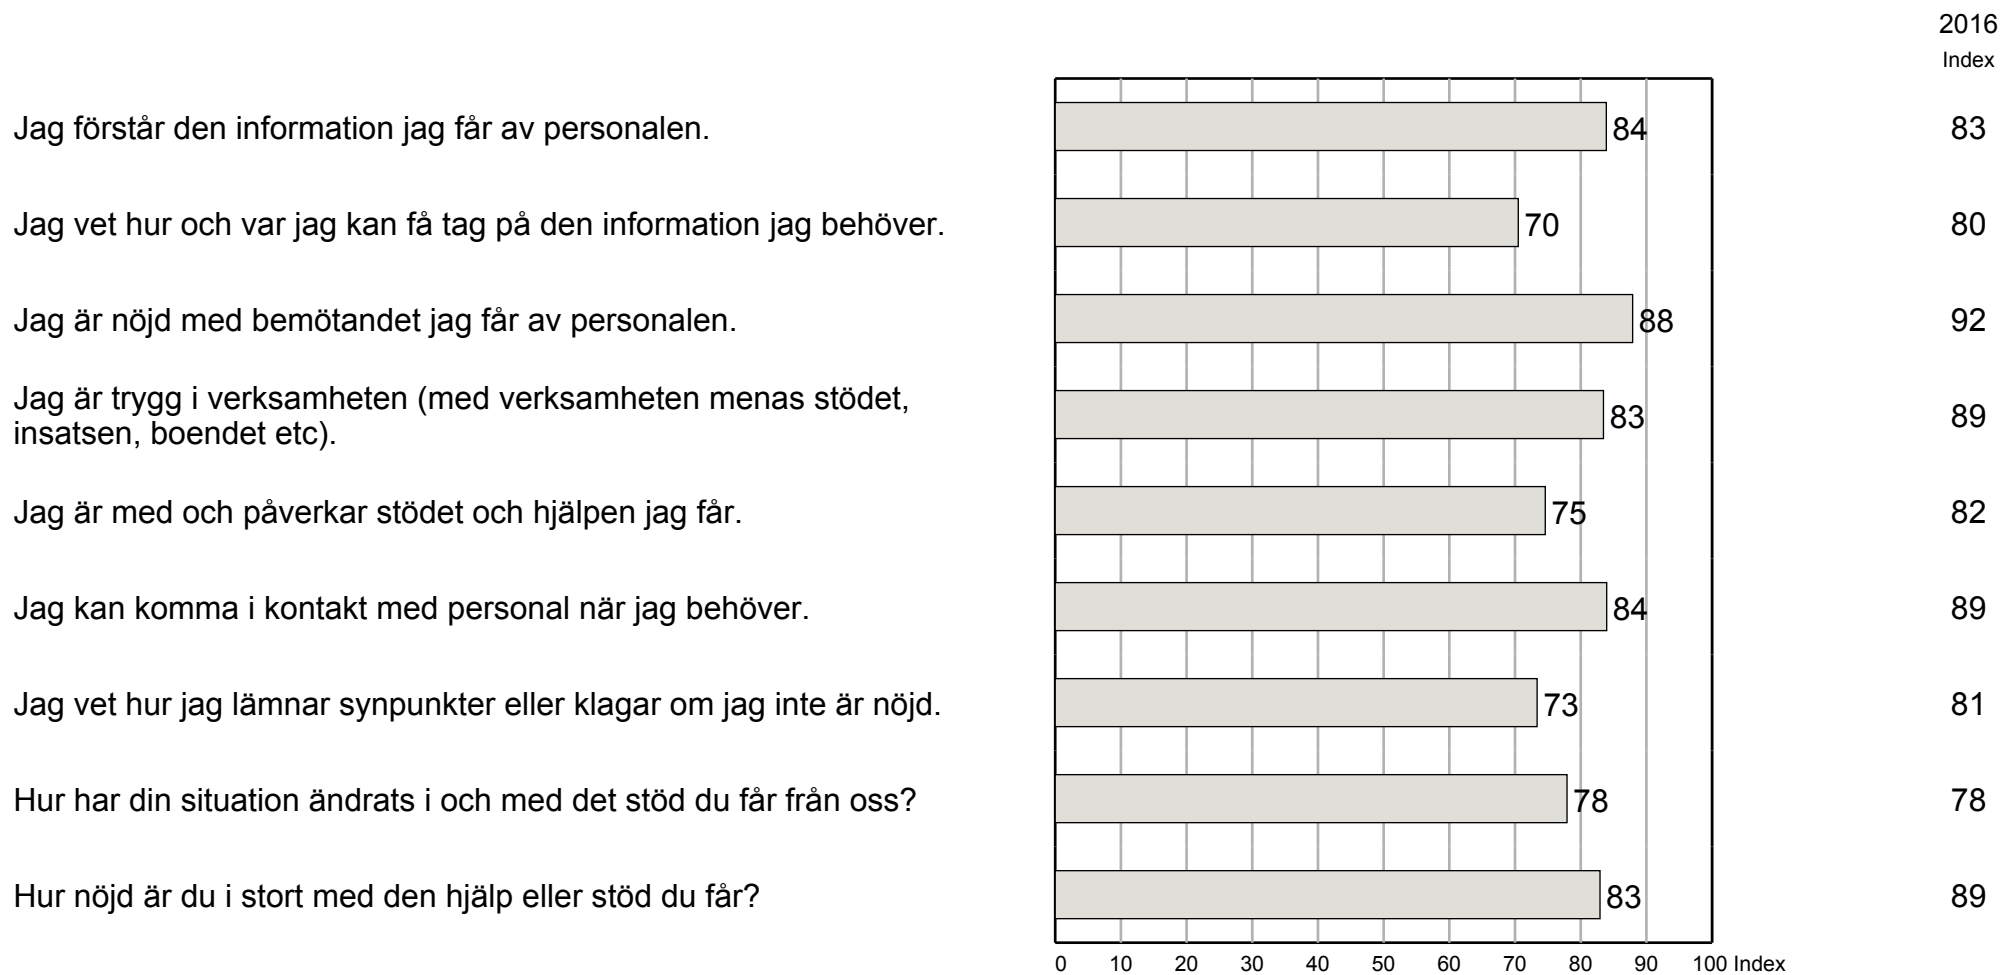 2016
Index
Jag förstår den information jag får av personalen. 84 83
Jag vet hur och var jag kan få tag på den information jag behöver. 70 80
Jag är nöjd med bemötandet jag får av personalen. 88 92
Jag är trygg i verksamheten (med verksamheten menas stödet,
insatsen, boendet etc). 83 89
Jag är med och påverkar stödet och hjälpen jag får. 75 82
Jag kan komma i kontakt med personal när jag behöver. 84 89
Jag vet hur jag lämnar synpunkter eller klagar om jag inte är nöjd. 73 81
Hur har din situation ändrats i och med det stöd du får från oss? 78 78
Hur nöjd är du i stort med den hjälp eller stöd du får? 83 89
0 10 20 30 40 50 60 70 80 90 100 Index